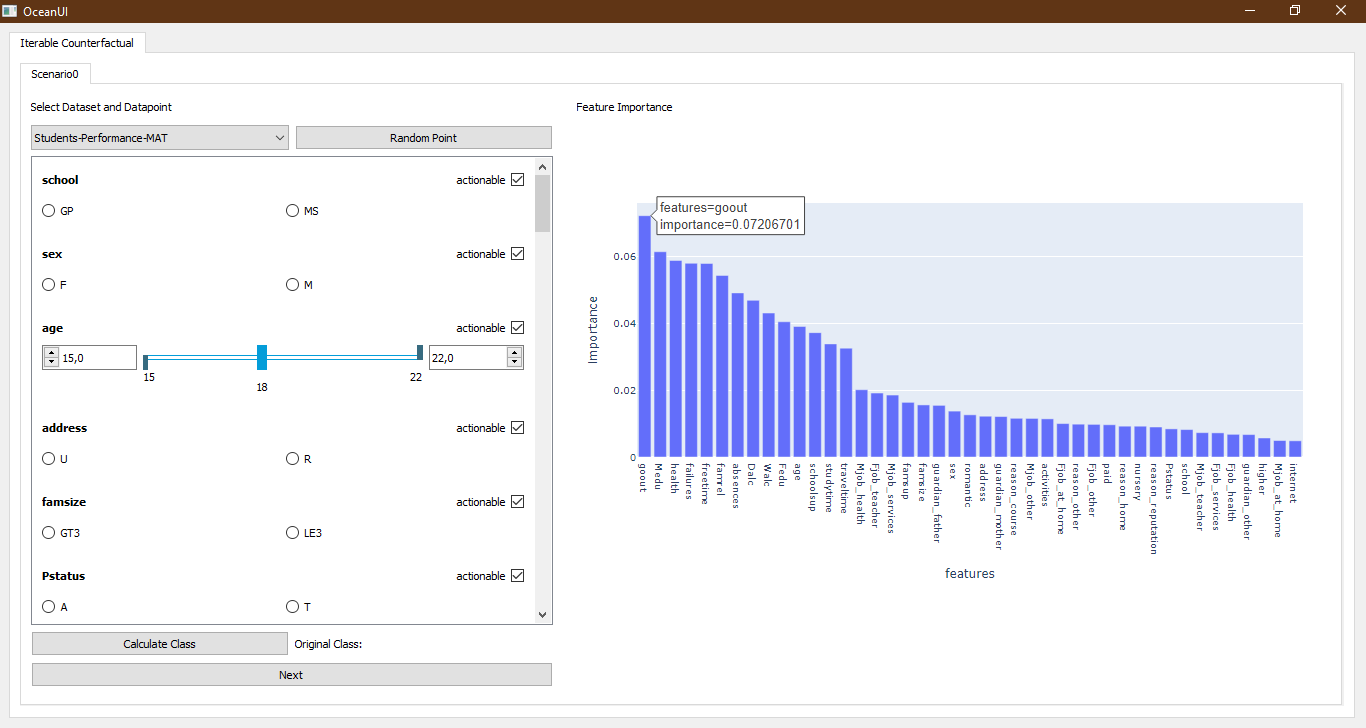 OceanUI
Iterable Counterfactual
Scenario0
Select Dataset and Datapoint
Students-Performance-MAT
Random Point
school
actionable
GP
MS
sex
actionable
F
M
age
actionable
15,0
22,0
15
18
22
address
actionable
U
R
famsize
actionable
GT3
LE3
Pstatus
actionable
A
T
Calculate Class
Original Class:
Next
Feature Importance
features=goout
importance=0.07206701
0.06
0.04
0.02
0
Importance
goout
Medu
health
failures
freetime
famrel
absences
Dalc
Walc
Fedu
age
schoolsup
studytime
traveltime
Mjob_health
Fjob_teacher
Mjob_services
famsup
famsize
guardian_father
sex
romantic
address
guardian_mother
reason_course
Mjob_other
activities
Fjob_at_home
reason_other
Fjob_other
paid
reason_home
nursery
reason_reputation
Pstatus
school
Mjob_teacher
Fjob_services
Fjob_health
guardian_other
higher
Mjob_at_home
internet
features